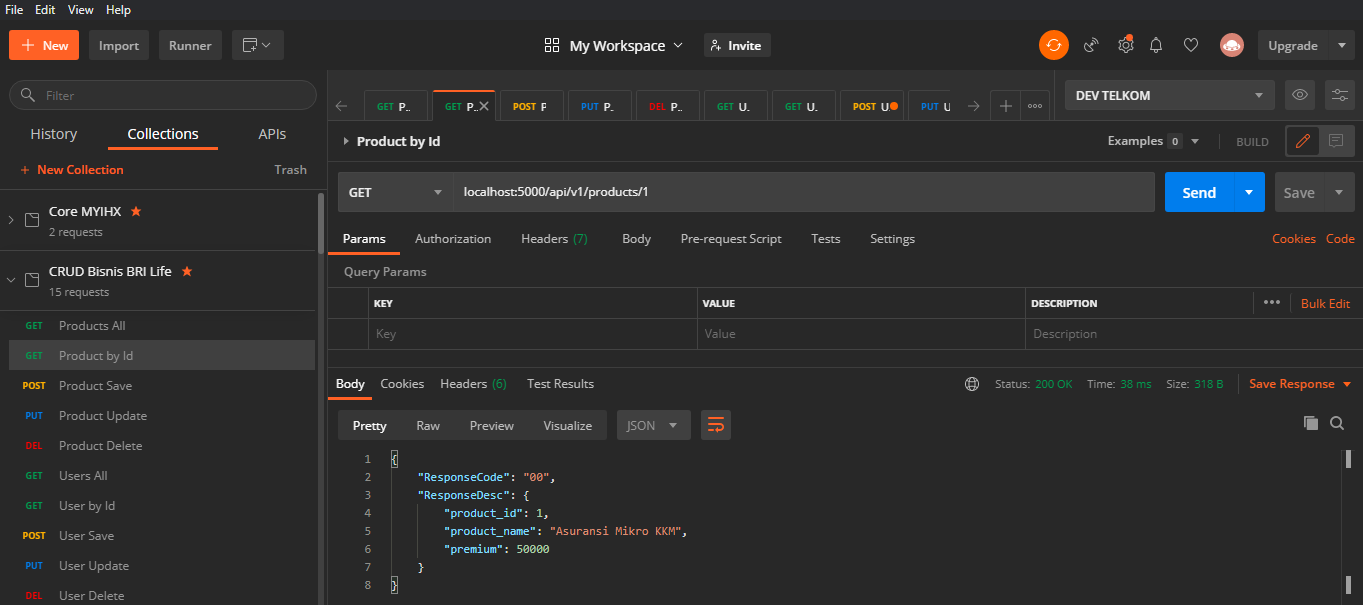 File Edit View Help
New Import Runner My Workspace Invite Upgrade
Filter
History Collections APIs
New Collection Trash
Core MYIHX
2 requests
CRUD Bisnis BRI Life
15 requests
GET Products All
GET Product by Id
POST Product Save
PUT Product Update
DEL Product Delete
GET Users All
GET User by Id
POST User Save
PUT User Update
DEL User Delete
GET P.. GET P.. POST P PUT P.. DEL P.. GET U. GET U. POST U PUT U
DEV TELKOM
Product by Id Examples 0 BUILD
GET localhost:5000/api/v1/products/1 Send Save
Params Authorization Headers (7) Body Pre-request Script Tests Settings Cookies Code
Query Params
KEY VALUE DESCRIPTION Bulk Edit
Key Value Description
Body Cookies Headers (6) Test Results Status: 200 OK Time: 38 ms Size: 318 B Save Response
Pretty Raw Preview Visualize JSON
1 {
2 "ResponseCode": "00",
3 "ResponseDesc": {
4 "product_id": 1,
5 "product_name": "Asuransi Mikro KKM",
6 "premium": 50000
7 }
8 }